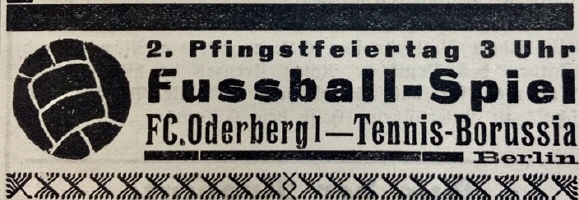 2. Pfingstfeiertag 3 Uhr
Fussball-Spiel
FC. Oderberg I—Tennis-Borussia
Berlin